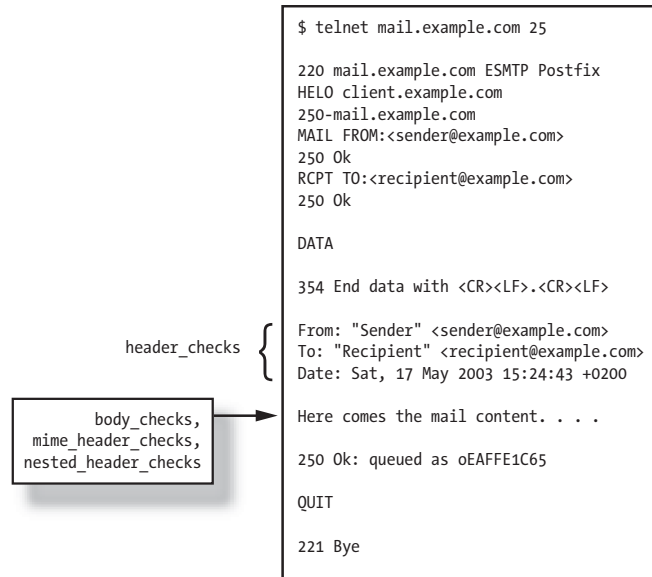 $ telnet mail.example.com 25
220 mail.example.com ESMTP Postfix
HELO client.example.com
250-mail.example.com
MAIL FROM:<sender@example.com>
250 Ok
RCPT TO:<recipient@example.com>
250 Ok
DATA
354 End data with <CR><LF>.<CR><LF>
header_checks
From: "Sender" <sender@example.com>
To: "Recipient" <recipient@example.com>
Date: Sat, 17 May 2003 15:24:43 +0200
body_checks,
mime_header_checks,
nested_header_checks
Here comes the mail content. . . .
250 Ok: queued as 0EAFFE1C65
QUIT
221 Bye